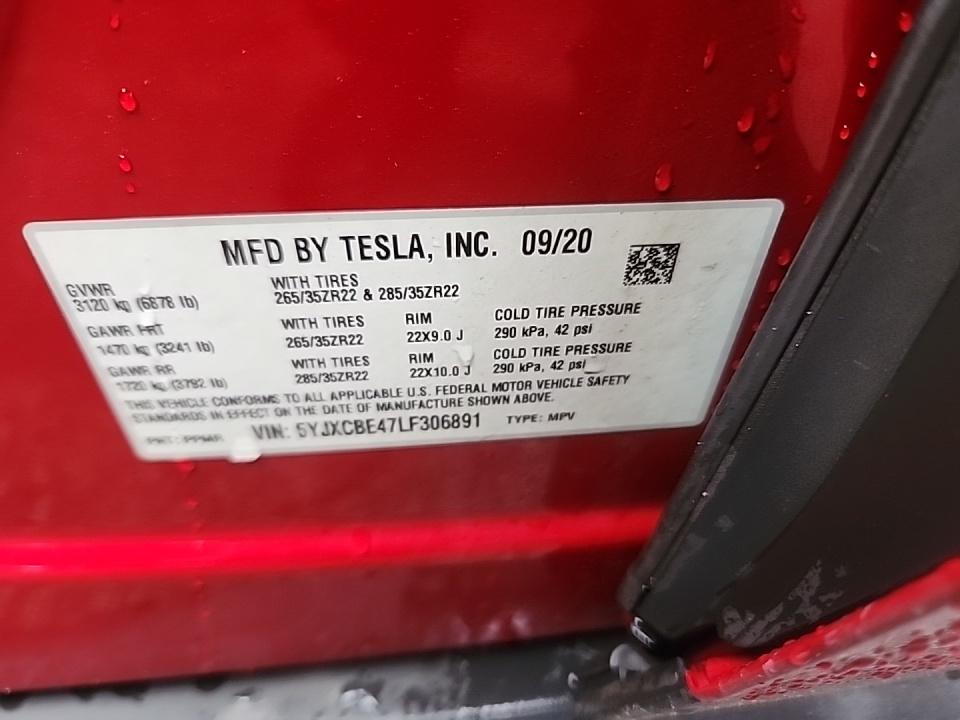 MFD BY TESLA, INC. 09/20
GVWR
3120 kg (6878 lb)
WITH TIRES
265/35ZR22 & 285/35ZR22
GAWR FRT
1470 kg (3241 lb)
WITH TIRES
265/35ZR22
RIM
22X9.0 J
COLD TIRE PRESSURE
290 kPa, 42 psi
GAWR RR
1720 kg (3792 lb)
WITH TIRES
285/35ZR22
RIM
22X10.0 J
COLD TIRE PRESSURE
290 kPa, 42 psi
THIS VEHICLE CONFORMS TO ALL APPLICABLE U.S. FEDERAL MOTOR VEHICLE SAFETY
STANDARDS IN EFFECT ON THE DATE OF MANUFACTURE SHOWN ABOVE.
PNT: PPMR VIN: 5YJXCBE47LF306891 TYPE: MPV